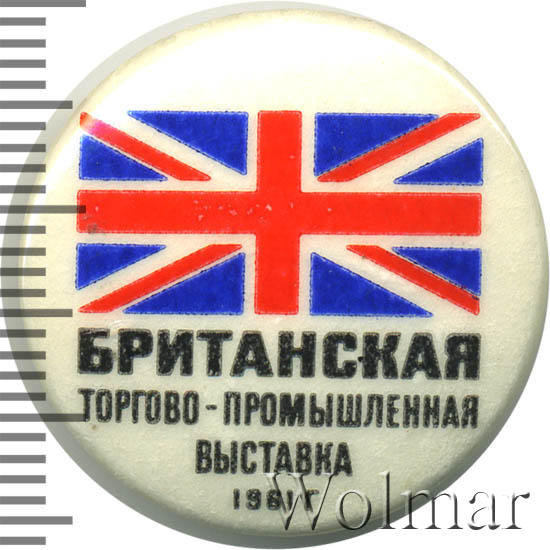 БРИТАНСКАЯ
ТОРГОВО-ПРОМЫШЛЕННАЯ
ВЫСТАВКА
1961 Г
Wolmar